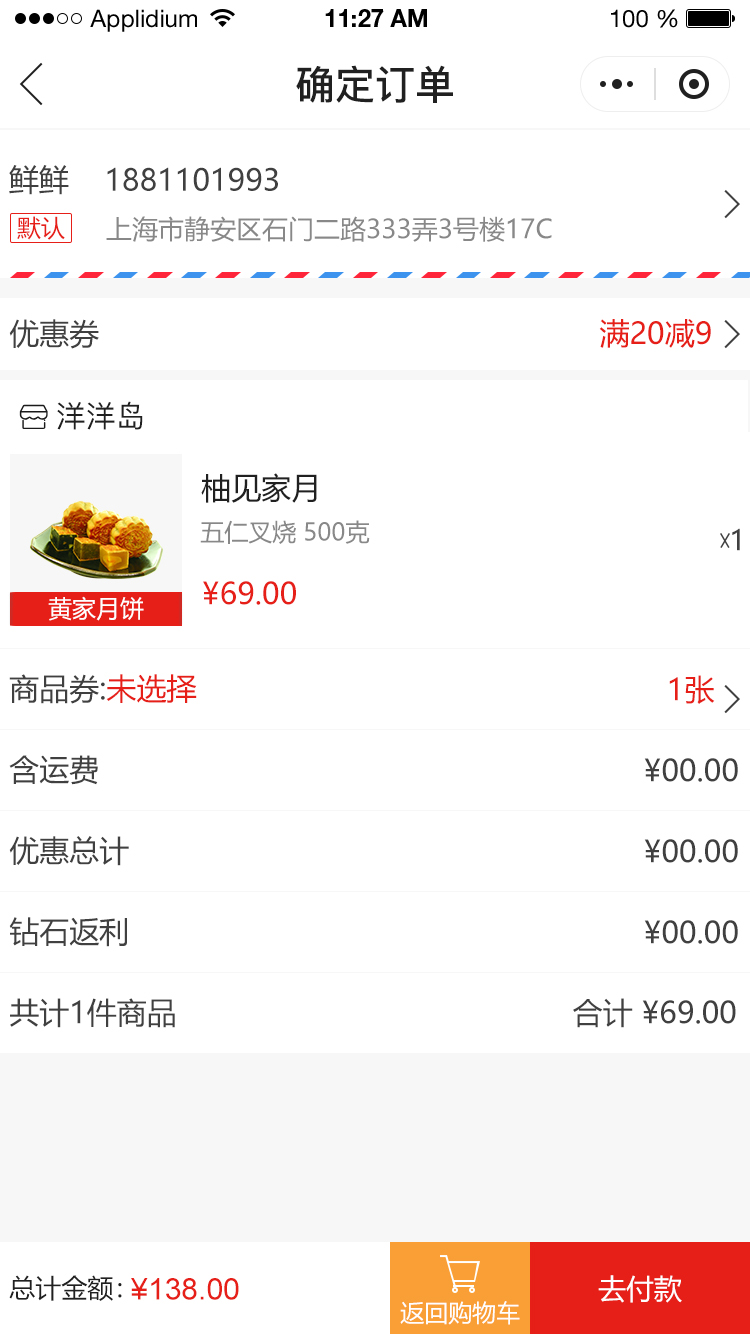 Applidium 11:27 AM 100 %
确定订单
鲜鲜 1881101993
默认 上海市静安区石门二路333弄3号楼17C
优惠券 满20减9
洋洋岛
柚见家月
五仁叉烧 500克
x1
¥69.00
黄家月饼
商品券:未选择 1张
含运费 ¥00.00
优惠总计 ¥00.00
钻石返利 ¥00.00
共计1件商品 合计 ¥69.00
总计金额: ¥138.00
返回购物车
去付款